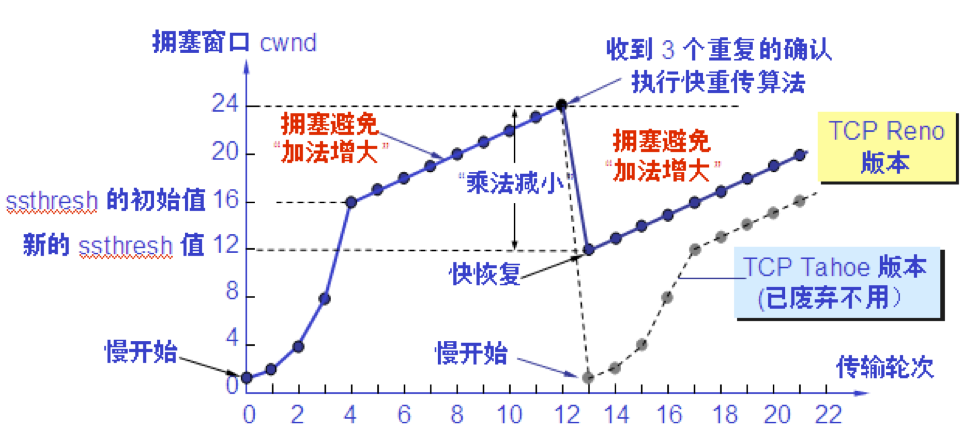 拥塞窗口 cwnd
收到 3 个重复的确认
执行快重传算法
24
拥塞避免
“加法增大”
拥塞避免
“加法增大”
TCP Reno
版本
20
“乘法减小”
ssthresh 的初始值
16
新的 ssthresh 值
12
快恢复
TCP Tahoe 版本
(已废弃不用）
8
4
慢开始
慢开始
传输轮次
0
0 2 4 6 8 10 12 14 16 18 20 22